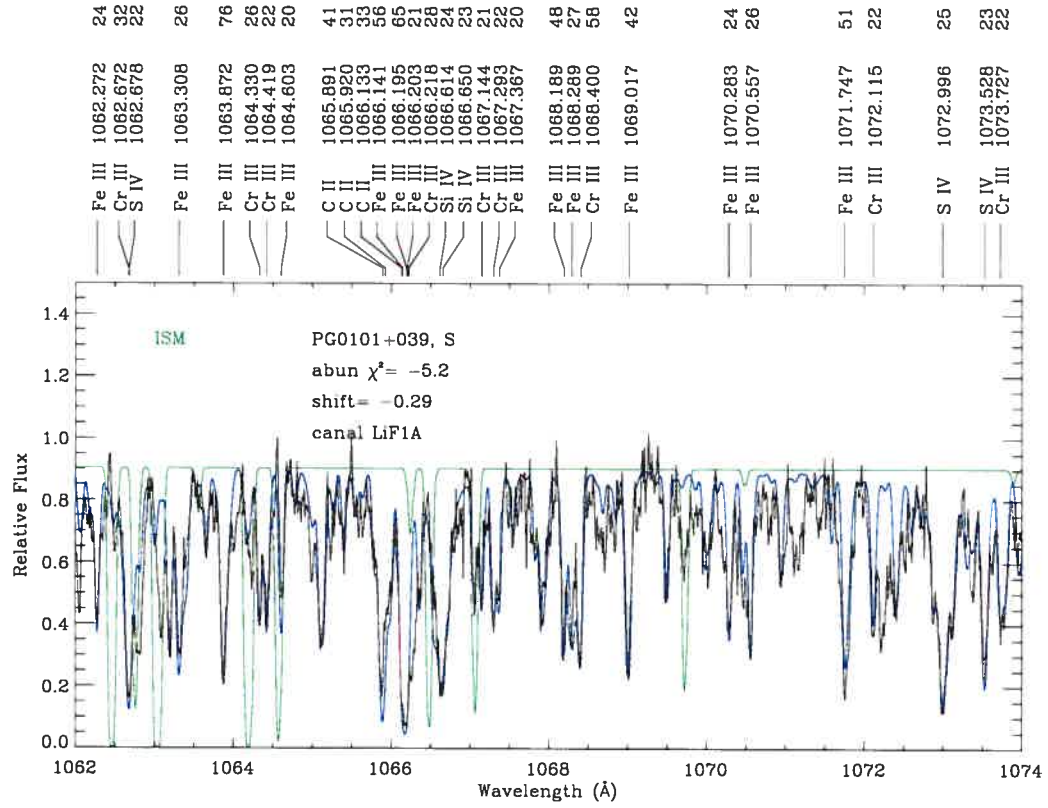 Fe III 1062.272 24
Cr III 1062.672 32
S IV 1062.678 22
Fe III 1063.308 26
Fe III 1063.872 76
Cr III 1064.330 26
Cr III 1064.419 22
Fe III 1064.603 20
C II 1065.891 41
C II 1065.920 31
C II 1066.133 33
Fe III 1066.141 56
Fe III 1066.195 65
Fe III 1066.203 21
Cr III 1066.218 28
Si IV 1066.614 24
Si IV 1066.650 23
Cr III 1067.144 21
Cr III 1067.293 22
Fe III 1067.367 20
Fe III 1068.189 48
Fe III 1068.289 27
Cr III 1068.400 58
Fe III 1069.017 42
Fe III 1070.283 24
Fe III 1070.557 26
Fe III 1071.747 51
Cr III 1072.115 22
S IV 1072.996 25
S IV 1073.528 23
Cr III 1073.727 22
ISM
PG0101+039, S
abun χ²= −5.2
shift= −0.29
canal LiF1A
Relative Flux
1.4
1.2
1.0
0.8
0.6
0.4
0.2
0.0
1062 1064 1066 1068 1070 1072 1074
Wavelength (Å)